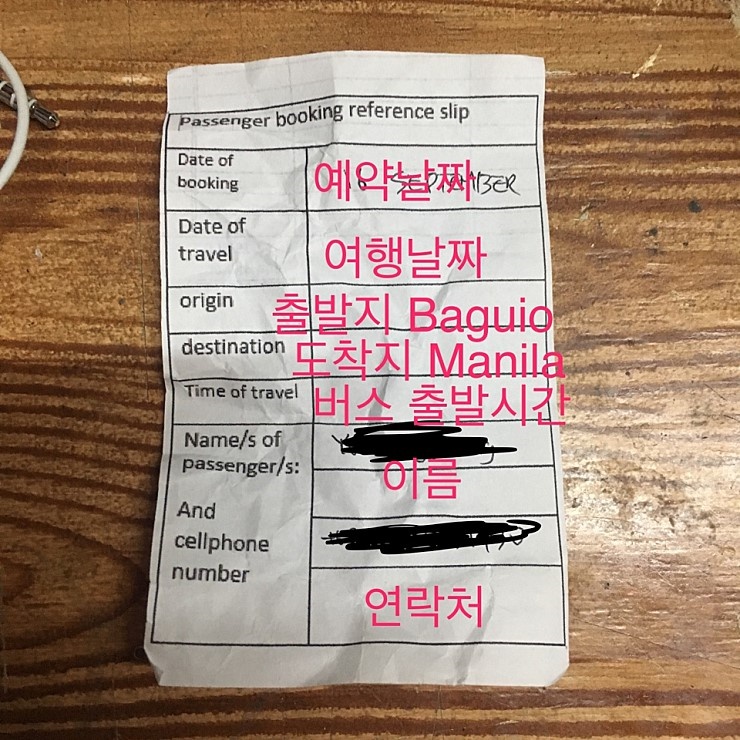 Passenger booking reference slip
Date of
booking
예약날짜
SEPTEMBER
Date of
travel
여행날짜
origin
출발지 Baguio
destination
도착지 Manila
Time of travel
버스 출발시간
Name/s of
passenger/s:
이름
And
cellphone
number
연락처